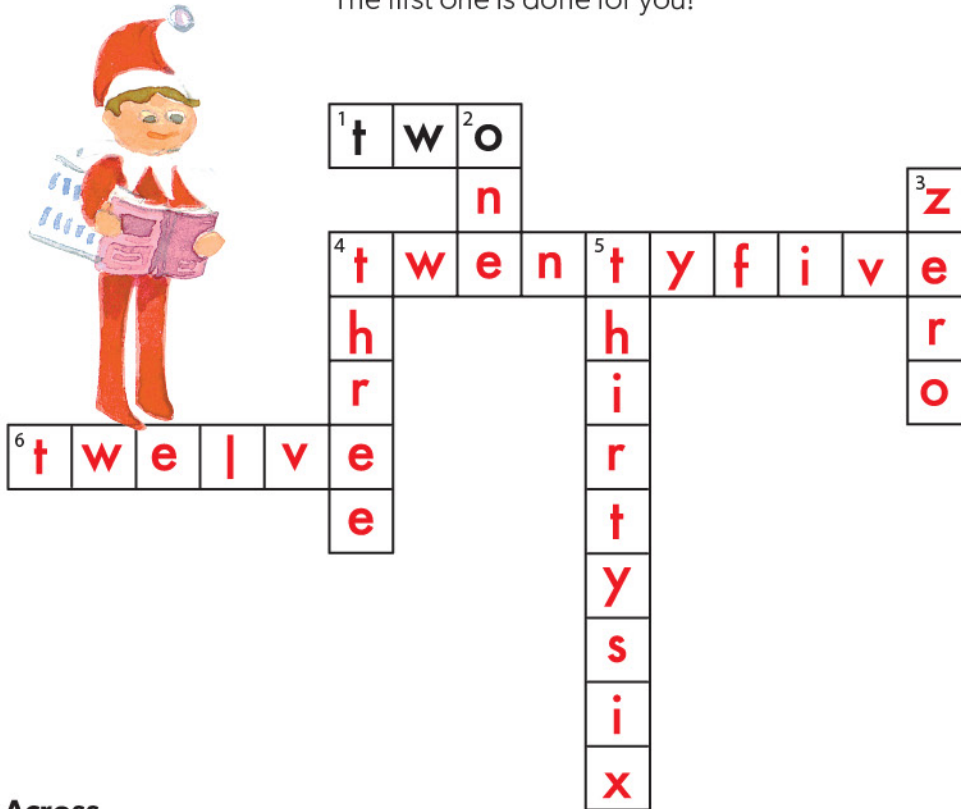 The first one is done for you!
1 t w 2 o
n
3 z
4 t w e n 5 t y f i v e
h h r
r i o
6 t w e l v e r
e t
y
s
i
x
Across